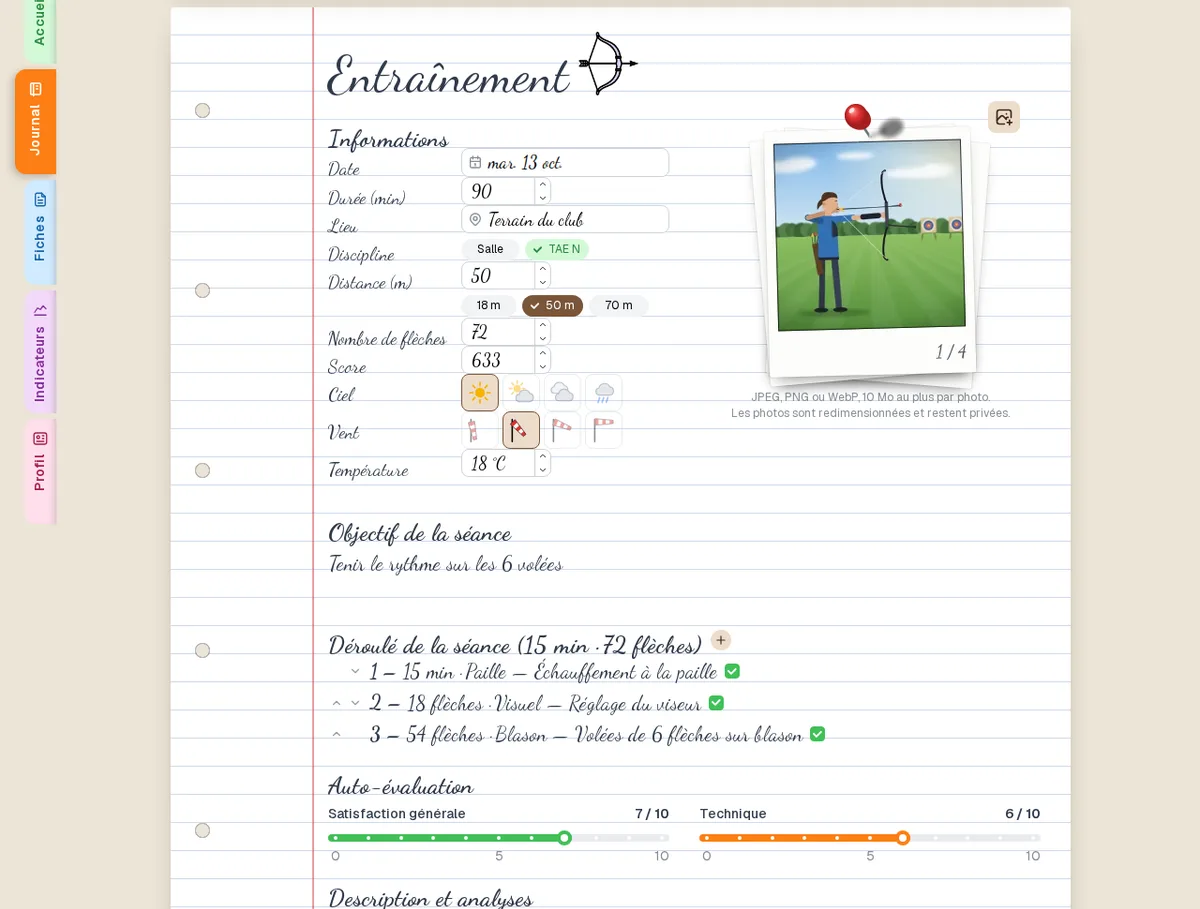 Accueil
Journal
Fiches
Indicateurs
Profil
Entraînement
Informations
Date mar. 13 oct.
Durée (min) 90
Lieu Terrain du club
Discipline Salle TAE N
Distance (m) 50
18 m 50 m 70 m
Nombre de flèches 72
Score 633
Ciel
Vent
Température 18 °C
1 / 4
JPEG, PNG ou WebP, 10 Mo au plus par photo.
Les photos sont redimensionnées et restent privées.
Objectif de la séance
Tenir le rythme sur les 6 volées
Déroulé de la séance (15 min · 72 flèches)
1 – 15 min · Paille — Échauffement à la paille
2 – 18 flèches · Visuel — Réglage du viseur
3 – 54 flèches · Blason — Volées de 6 flèches sur blason
Auto-évaluation
Satisfaction générale 7 / 10
0 5 10
Technique 6 / 10
0 5 10
Description et analyses